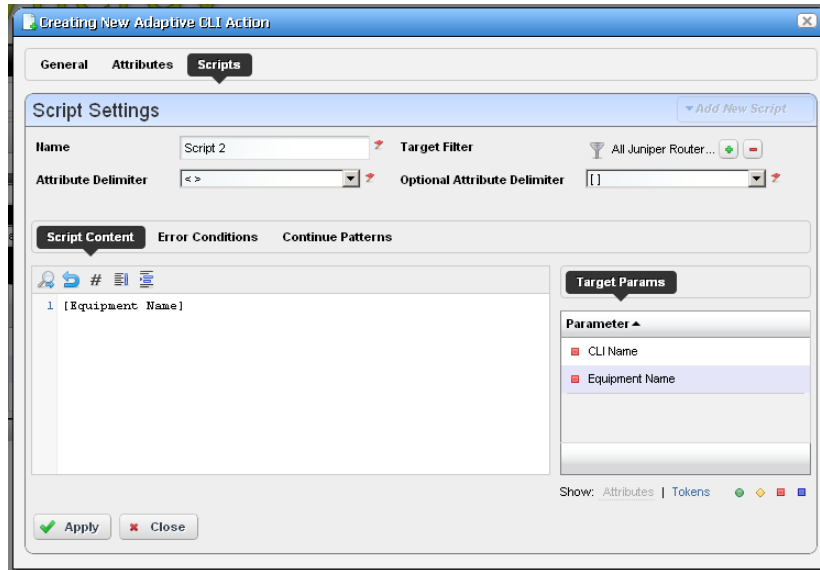 Creating New Adaptive CLI Action
General Attributes Scripts
Script Settings
Add New Script
Name Script 2 Target Filter All Juniper Router...
Attribute Delimiter <> Optional Attribute Delimiter []
Script Content Error Conditions Continue Patterns
#
1 [Equipment Name]
Target Params
Parameter
CLI Name
Equipment Name
Show: Attributes | Tokens
Apply Close